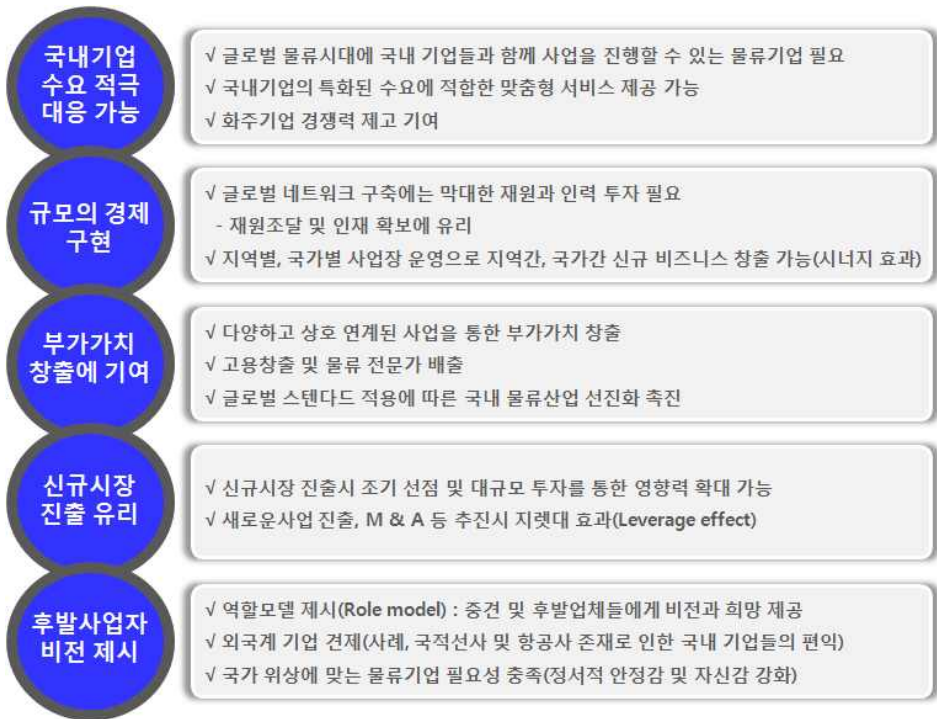 국내기업
수요 적극
대응 가능
√ 글로벌 물류시대에 국내 기업들과 함께 사업을 진행할 수 있는 물류기업 필요
√ 국내기업의 특화된 수요에 적합한 맞춤형 서비스 제공 가능
√ 화주기업 경쟁력 제고 기여
규모의 경제
구현
√ 글로벌 네트워크 구축에는 막대한 재원과 인력 투자 필요
- 재원조달 및 인재 확보에 유리
√ 지역별, 국가별 사업장 운영으로 지역간, 국가간 신규 비즈니스 창출 가능(시너지 효과)
부가가치
창출에 기여
√ 다양하고 상호 연계된 사업을 통한 부가가치 창출
√ 고용창출 및 물류 전문가 배출
√ 글로벌 스텐다드 적용에 따른 국내 물류산업 선진화 촉진
신규시장
진출 유리
√ 신규시장 진출시 조기 선점 및 대규모 투자를 통한 영향력 확대 가능
√ 새로운사업 진출, M & A 등 추진시 지렛대 효과(Leverage effect)
후발사업자
비전 제시
√ 역할모델 제시(Role model) : 중견 및 후발업체들에게 비전과 희망 제공
√ 외국계 기업 견제(사례, 국적선사 및 항공사 존재로 인한 국내 기업들의 편익)
√ 국가 위상에 맞는 물류기업 필요성 충족(정서적 안정감 및 자신감 강화)